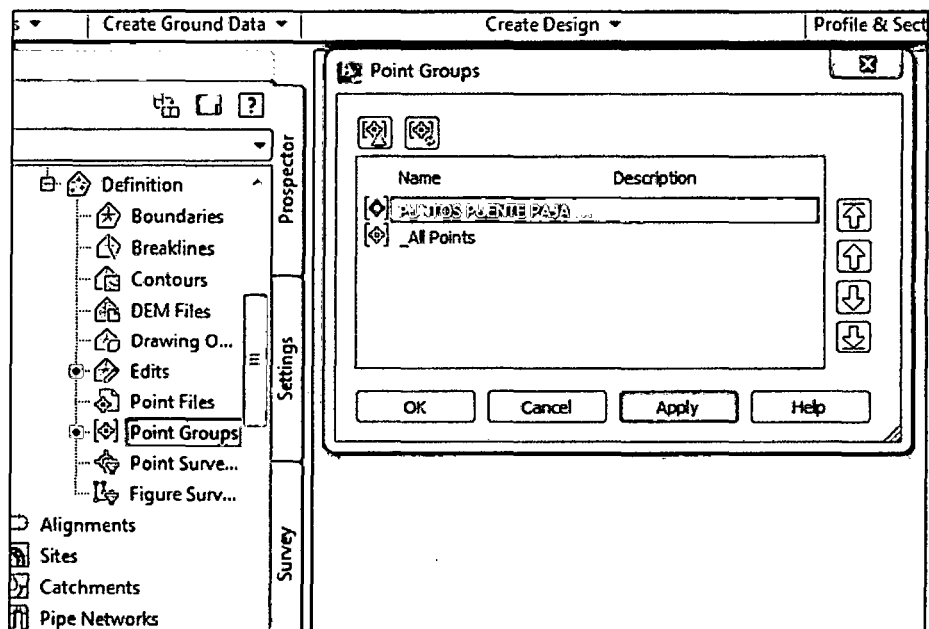 s Create Ground Data Create Design Profile & Sect
Point Groups
?
Prospector
Definition
Boundaries
Breaklines
Contours
DEM Files
Drawing O...
Edits
Point Files
Point Groups
Point Surve...
Figure Surv...
Alignments
Sites
Catchments
Pipe Networks
Settings
Survey
Name Description
PUNTOS PUENTE PAJA ...
_All Points
OK Cancel Apply Help